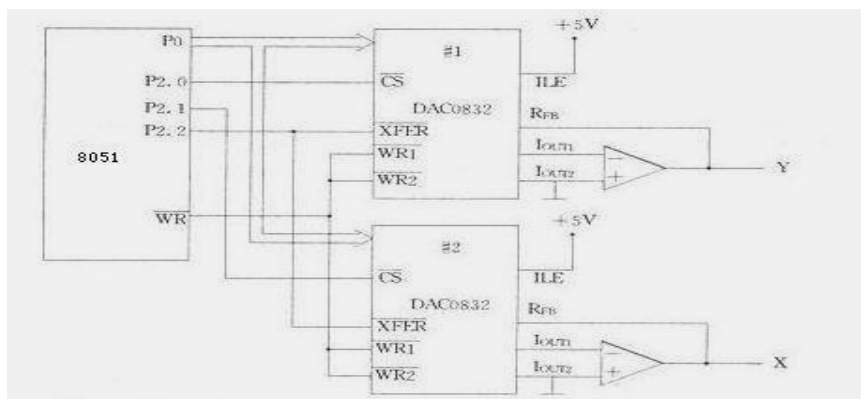 8051
P0
P2.0
P2.1
P2.2
WR
#1
DAC0832
CS
XFER
WR1
WR2
+5V
ILE
RFB
IOUT1
IOUT2
−
+
Y
#2
DAC0832
CS
XFER
WR1
WR2
+5V
ILE
RFB
IOUT1
IOUT2
−
+
X